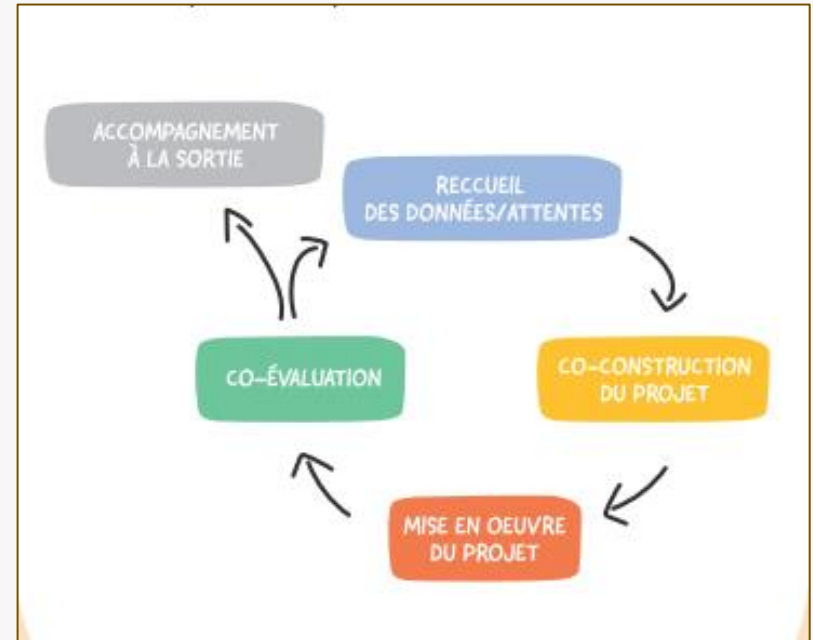 ACCOMPAGNEMENT
À LA SORTIE
RECCUEIL
DES DONNÉES/ATTENTES
CO-ÉVALUATION
CO-CONSTRUCTION
DU PROJET
MISE EN OEUVRE
DU PROJET